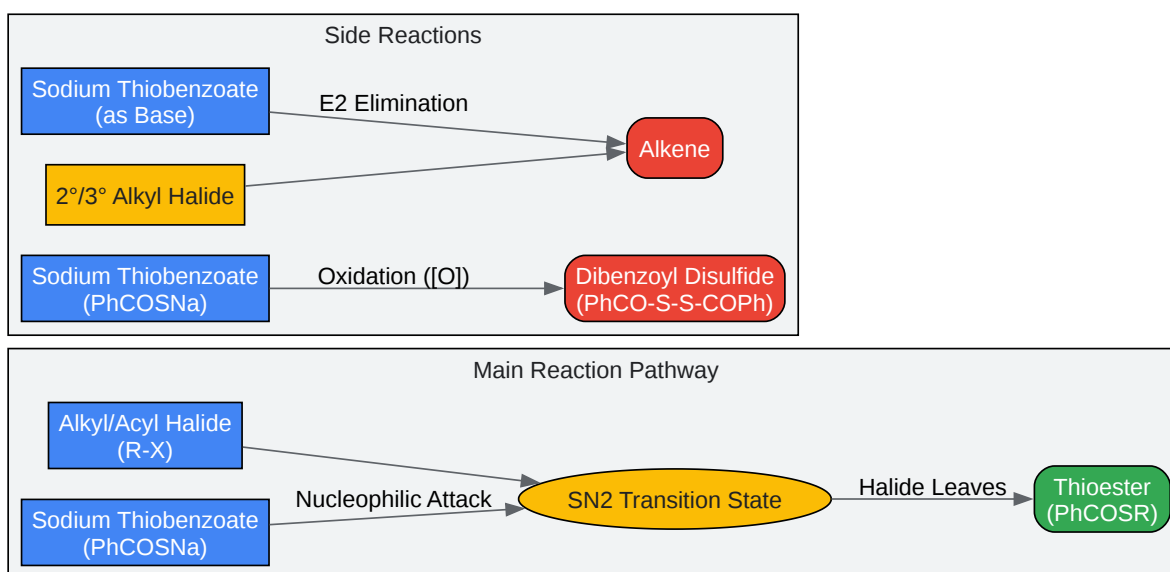 Side Reactions
Sodium Thiobenzoate
(as Base)
E2 Elimination
Alkene
2°/3° Alkyl Halide
Sodium Thiobenzoate
(PhCOSNa)
Oxidation ([O])
Dibenzoyl Disulfide
(PhCO-S-S-COPh)
Main Reaction Pathway
Alkyl/Acyl Halide
(R-X)
Sodium Thiobenzoate
(PhCOSNa)
Nucleophilic Attack
SN2 Transition State
Halide Leaves
Thioester
(PhCOSR)